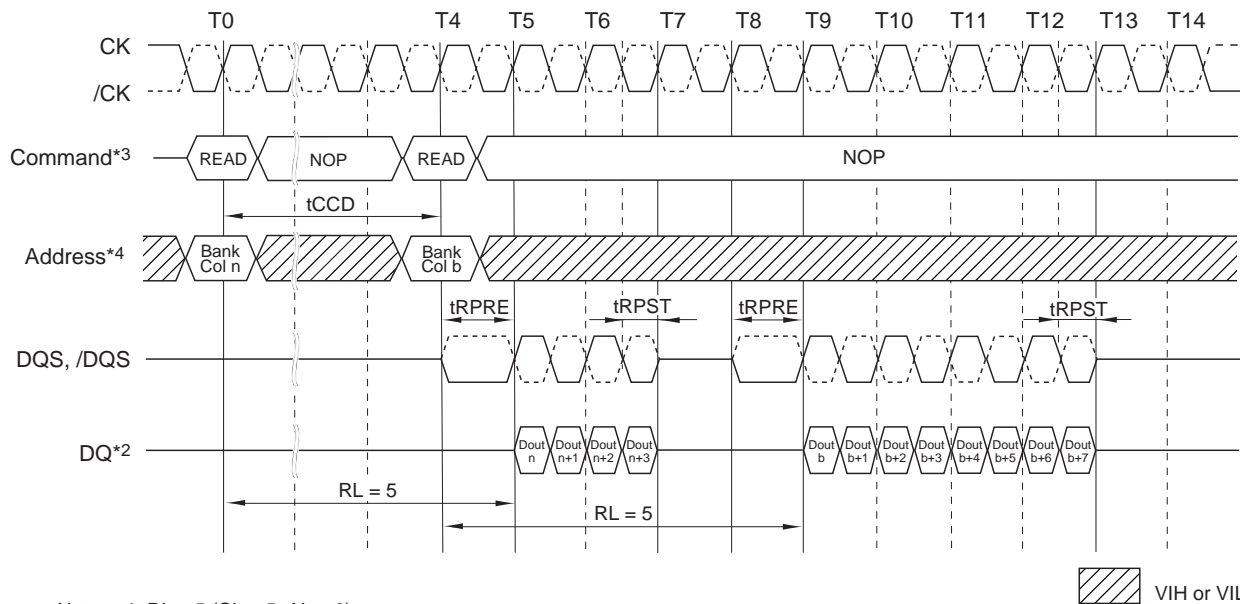 T0 T4 T5 T6 T7 T8 T9 T10 T11 T12 T13 T14
CK
/CK
Command*3 READ NOP READ NOP
tCCD
Address*4 Bank Col n Bank Col b
tRPRE tRPST tRPRE tRPST
DQS, /DQS
DQ*2 Dout n Dout n+1 Dout n+2 Dout n+3 Dout b Dout b+1 Dout b+2 Dout b+3 Dout b+4 Dout b+5 Dout b+6 Dout b+7
RL = 5
RL = 5
VIH or VIL